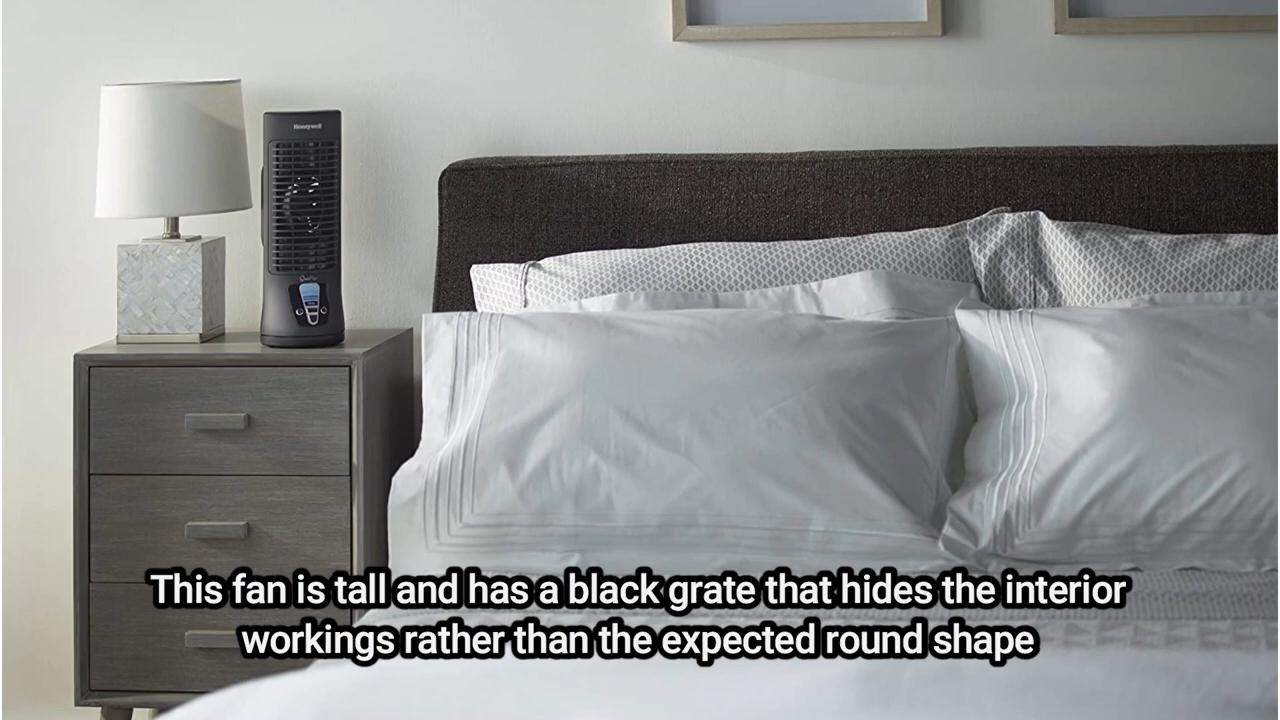 Honeywell
This fan is tall and has a black grate that hides the interior
workings rather than the expected round shape